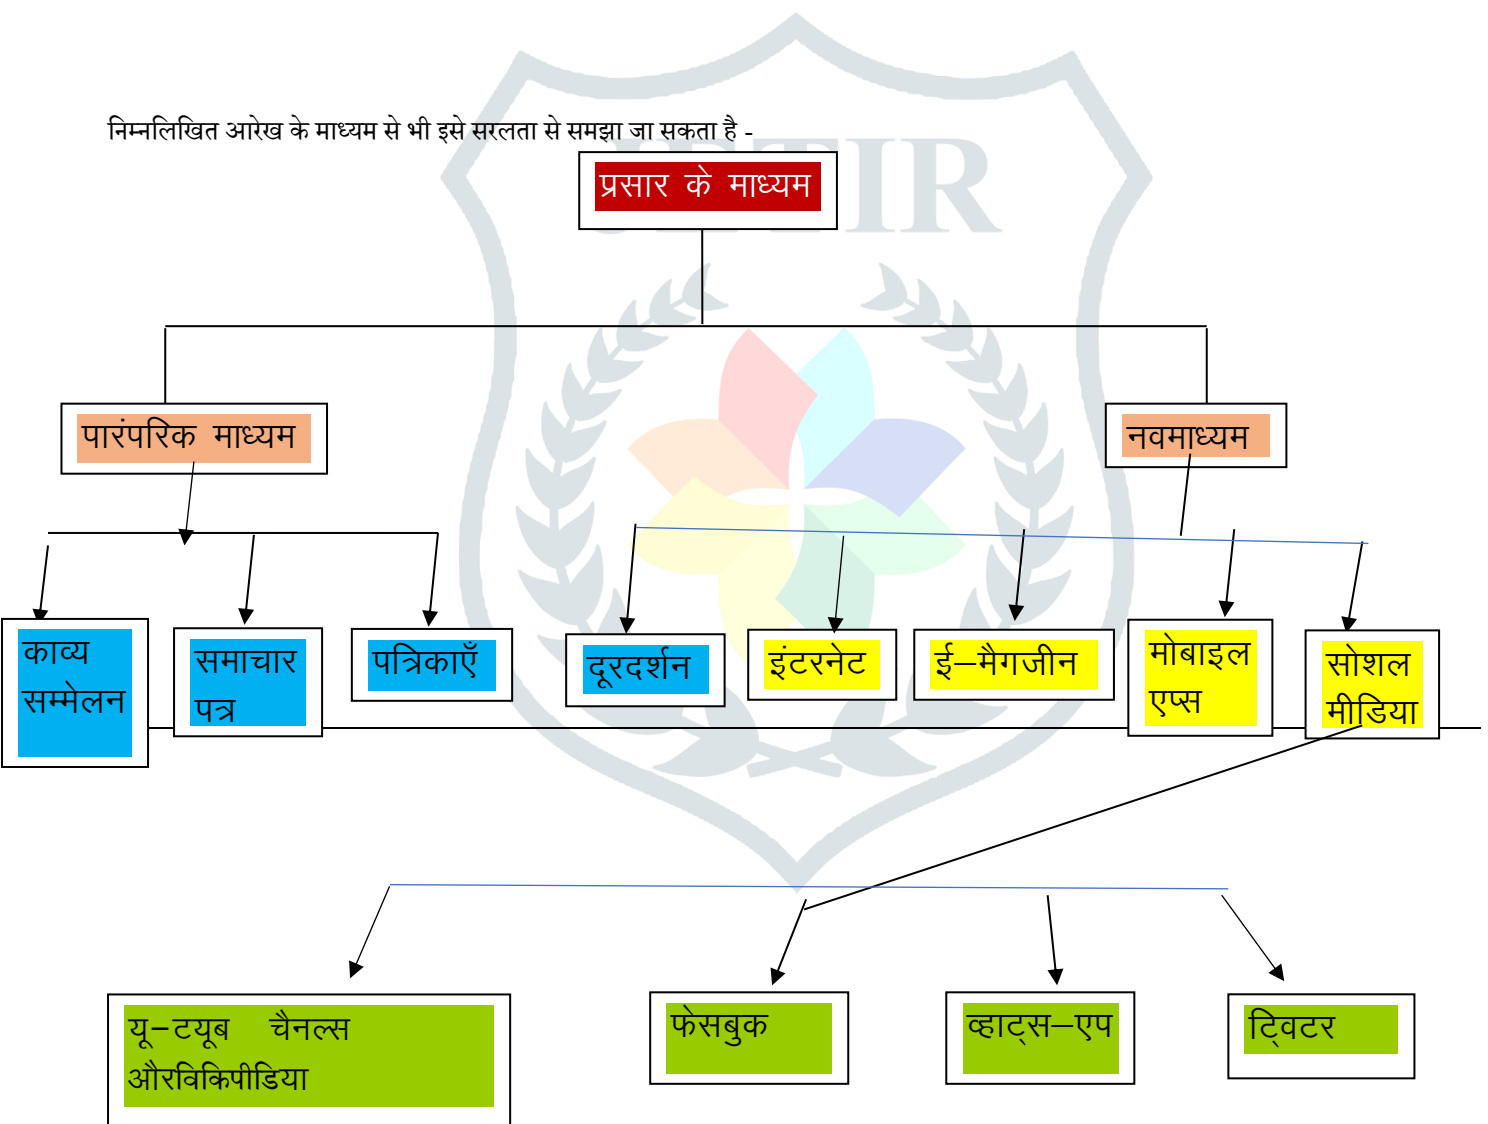 निम्नलिखित आरेख के माध्यम से भी इसे सरलता से समझा जा सकता है -
JETIR
प्रसार के माध्यम
पारंपरिक माध्यम
नवमाध्यम
काव्य
सम्मेलन
समाचार
पत्र
पत्रिकाएँ
दूरदर्शन
इंटरनेट
ई–मैगजीन
मोबाइल
एप्स
सोशल
मीडिया
यू–टयूब चैनल्स
औरविकिपीडिया
फेसबुक
व्हाट्स–एप
ट्विटर